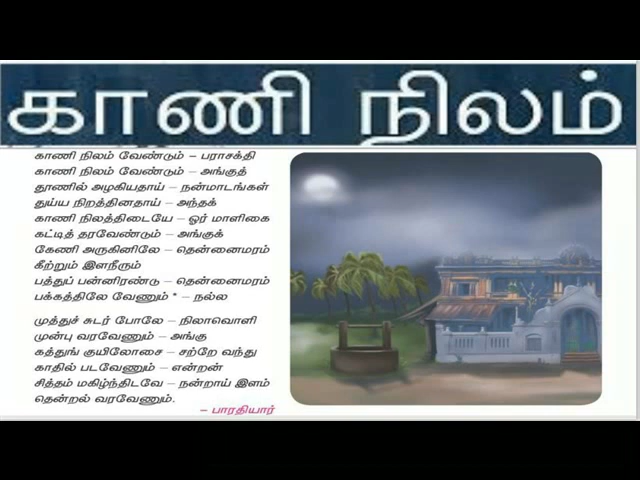 காணி நிலம்
காணி நிலம் வேண்டும் – பராசக்தி
காணி நிலம் வேண்டும் – அங்குத்
தூணில் அழகியதாய் – நன்மாடங்கள்
துய்ய நிறத்தினதாய் – அந்தக்
காணி நிலத்திடையே – ஓர் மாளிகை
கட்டித் தரவேண்டும் – அங்குக்
கேணி அருகினிலே – தென்னைமரம்
கீற்றும் இளநீரும்
பத்துப் பன்னிரண்டு – தென்னைமரம்
பக்கத்திலே வேணும் * – நல்ல
முத்துச் சுடர் போலே – நிலாவொளி
முன்பு வரவேணும் – அங்கு
கத்துங் குயிலோசை – சற்றே வந்து
காதில் படவேணும் – என்றன்
சித்தம் மகிழ்ந்திடவே – நன்றாய் இளம்
தென்றல் வரவேணும்.
– பாரதியார்